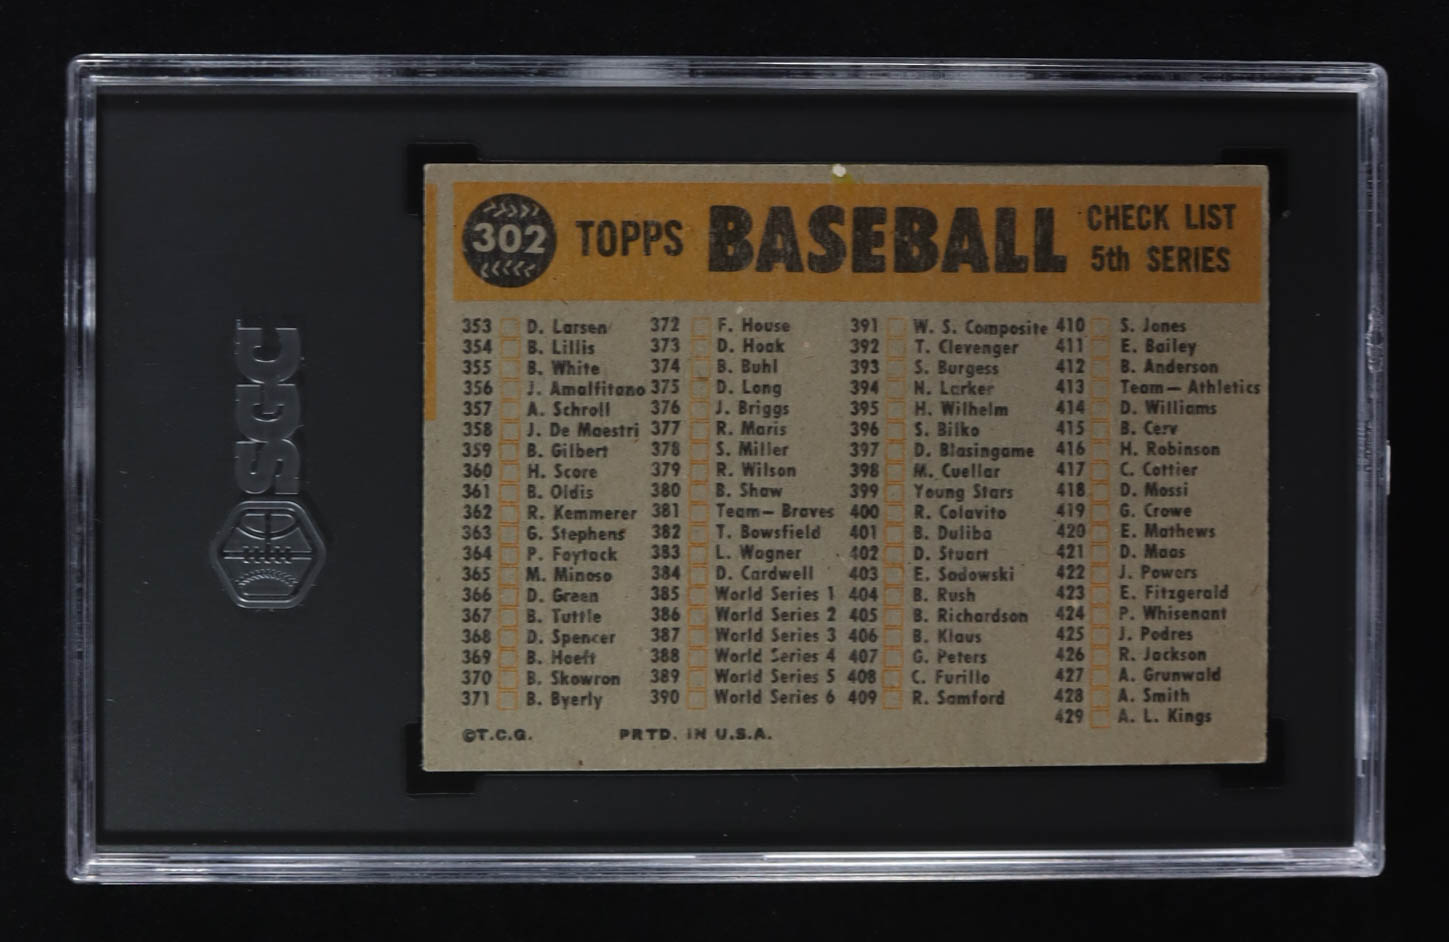 302 TOPPS BASEBALL CHECK LIST
5th SERIES
353 D. Larsen
354 B. Lillis
355 B. White
356 J. Amalfitano
357 A. Schroll
358 J. De Maestri
359 B. Gilbert
360 H. Score
361 B. Oldis
362 R. Kemmerer
363 G. Stephens
364 P. Foytack
365 M. Minoso
366 D. Green
367 B. Tuttle
368 D. Spencer
369 B. Hoeft
370 B. Skowron
371 B. Byerly
372 F. House
373 D. Hoak
374 B. Buhl
375 D. Long
376 J. Briggs
377 R. Maris
378 S. Miller
379 R. Wilson
380 B. Shaw
381 Team—Braves
382 T. Bowsfield
383 L. Wagner
384 D. Cardwell
385 World Series 1
386 World Series 2
387 World Series 3
388 World Series 4
389 World Series 5
390 World Series 6
391 W. S. Composite
392 T. Clevenger
393 S. Burgess
394 N. Larker
395 H. Wilhelm
396 S. Bilko
397 D. Blasingame
398 M. Cuellar
399 Young Stars
400 R. Colavito
401 B. Duliba
402 D. Stuart
403 E. Sadowski
404 B. Rush
405 B. Richardson
406 B. Klaus
407 G. Peters
408 C. Furillo
409 R. Samford
410 S. Jones
411 E. Bailey
412 B. Anderson
413 Team—Athletics
414 D. Williams
415 B. Cerv
416 H. Robinson
417 C. Cottier
418 D. Mossi
419 G. Crowe
420 E. Mathews
421 D. Maas
422 J. Powers
423 E. Fitzgerald
424 P. Whisenant
425 J. Podres
426 R. Jackson
427 A. Grunwald
428 A. Smith
429 A. L. Kings
©T.C.G. PRTD. IN U.S.A.
SGC